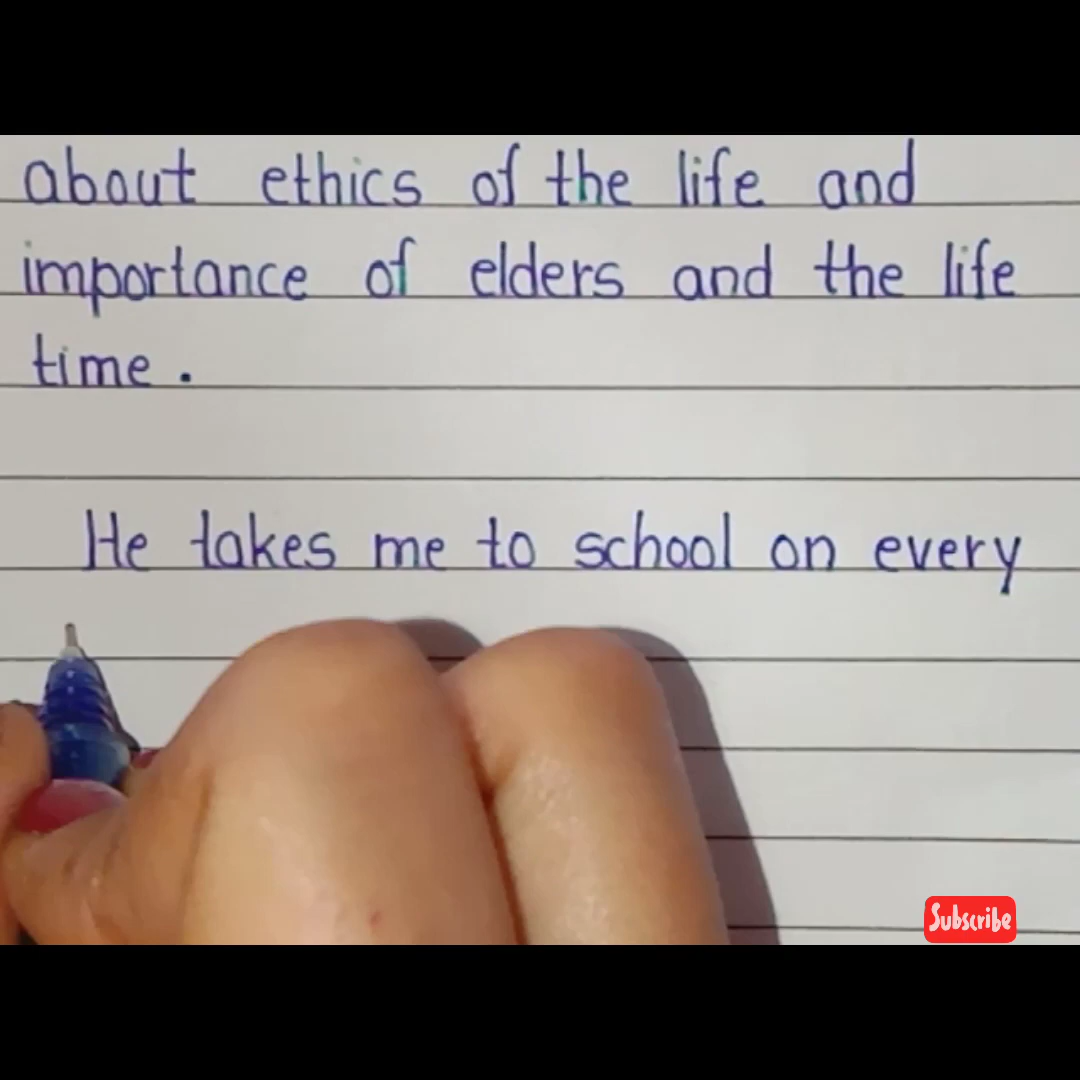 about ethics of the life and
importance of elders and the life
time.
He takes me to school on every
Subscribe